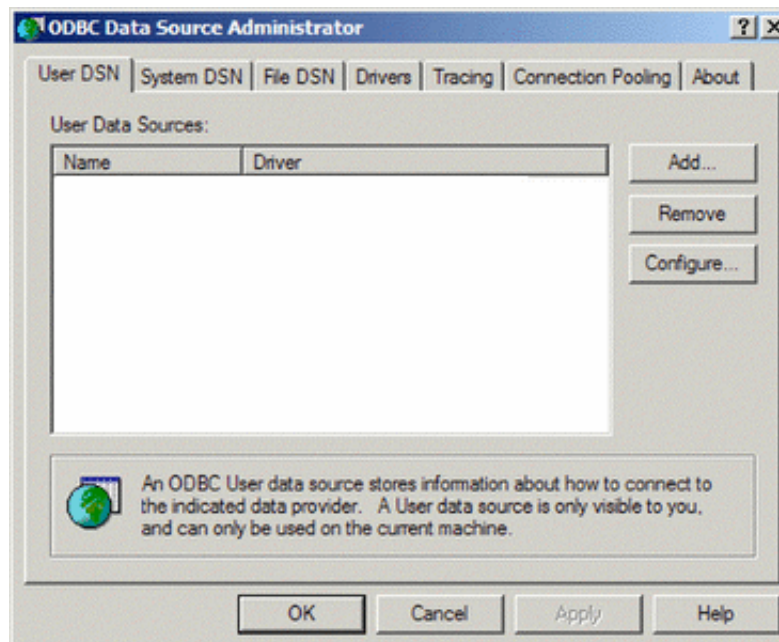 ODBC Data Source Administrator
User DSN System DSN File DSN Drivers Tracing Connection Pooling About
User Data Sources:
Name Driver
Add...
Remove
Configure...
An ODBC User data source stores information about how to connect to
the indicated data provider. A User data source is only visible to you,
and can only be used on the current machine.
OK Cancel Apply Help